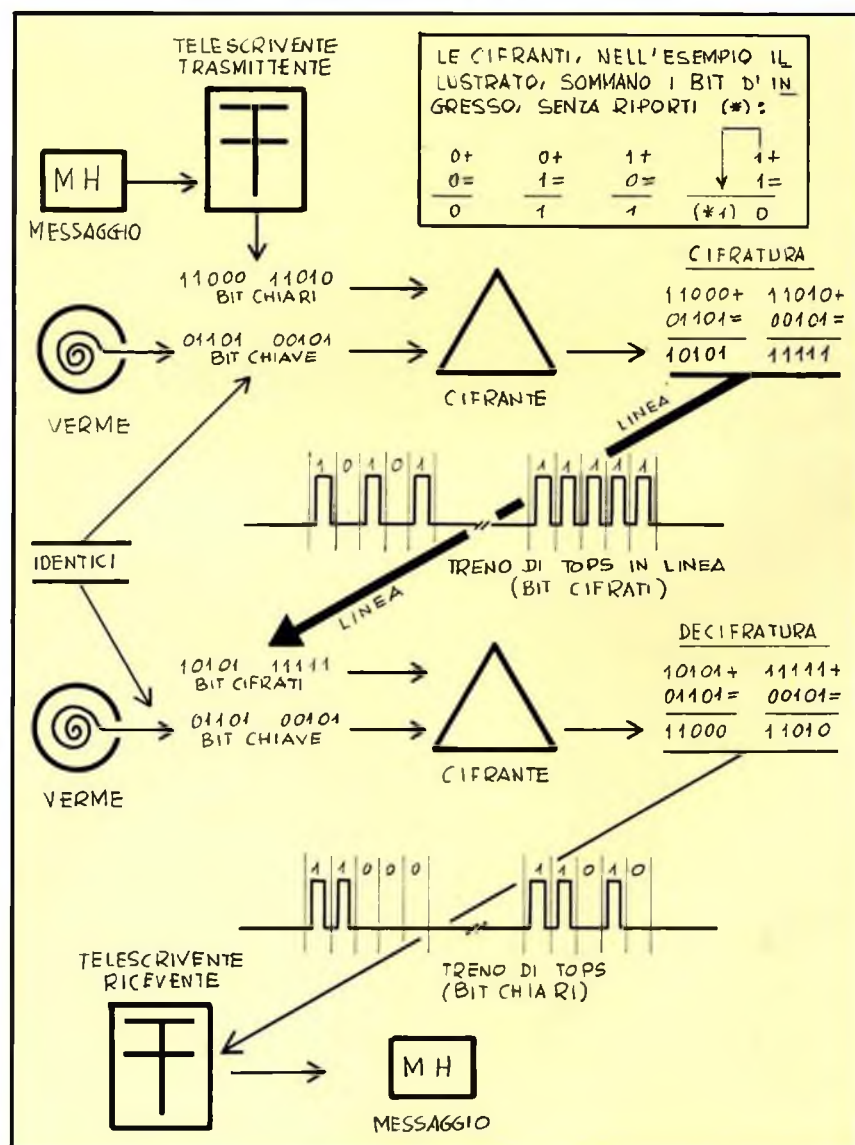 TELESCRIVENTE
TRASMITTENTE
LE CIFRANTI, NELL'ESEMPIO IL
LUSTRATO, SOMMANO I BIT D'IN
GRESSO, SENZA RIPORTI (*):
0+ 0+ 1+ 1+
0= 1= 0= 1=
0 1 1 (*1) 0
MH
MESSAGGIO
11000 11010
BIT CHIARI
CIFRATURA
11000+ 11010+
01101= 00101=
10101 11111
01101 00101
BIT CHIAVE
VERME
CIFRANTE
LINEA
1 0 1 0 1 1 1 1 1 1
IDENTICI
TRENO DI TOPS IN LINEA
(BIT CIFRATI)
LINEA
DECIFRATURA
10101 11111
BIT CIFRATI
10101+ 11111+
01101= 00101=
11000 11010
01101 00101
BIT CHIAVE
VERME
CIFRANTE
1 1 0 0 0 1 1 0 1 0
TELESCRIVENTE
RICEVENTE
TRENO DI TOPS
(BIT CHIARI)
MH
MESSAGGIO